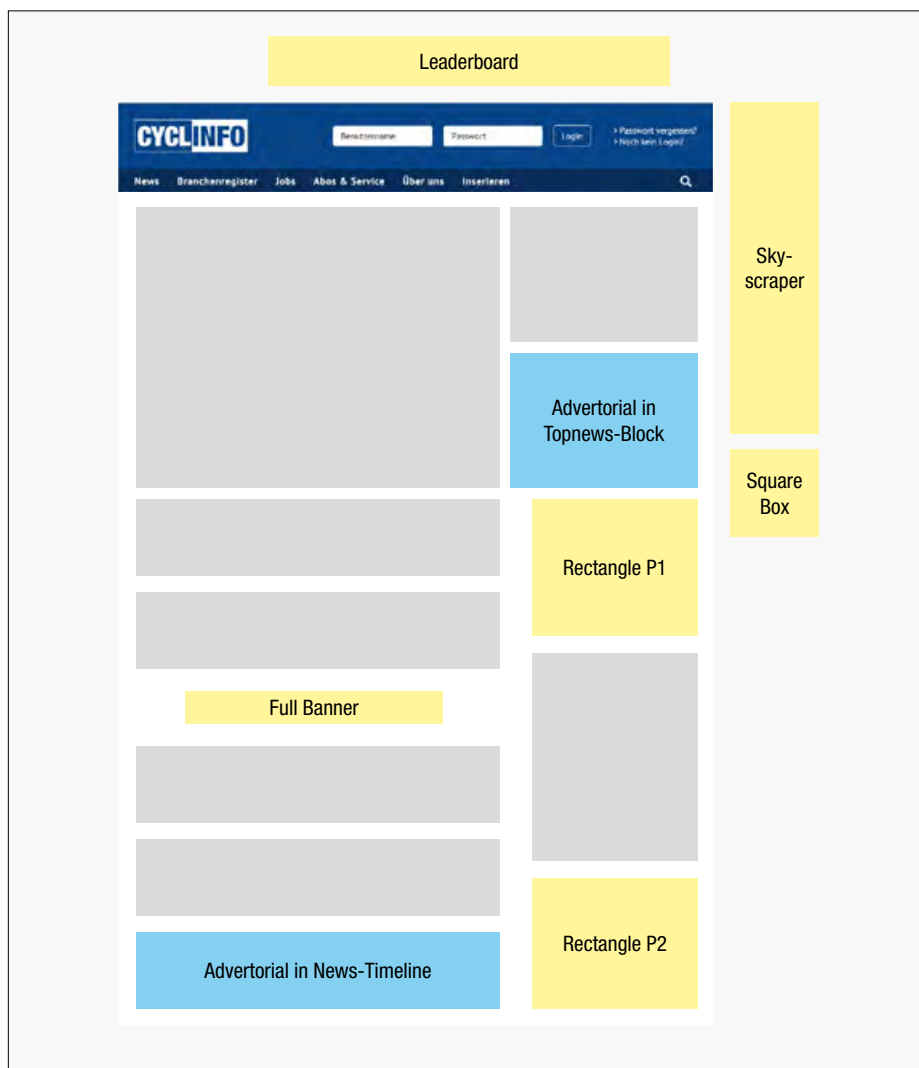 Leaderboard
CYCLINFO
Benutzername
Passwort
Login
> Passwort vergessen?
> Noch kein Login?
News Branchenregister Jobs Abos & Service Über uns Inserieren
Sky-
scraper
Advertorial in
Topnews-Block
Square
Box
Rectangle P1
Full Banner
Rectangle P2
Advertorial in News-Timeline